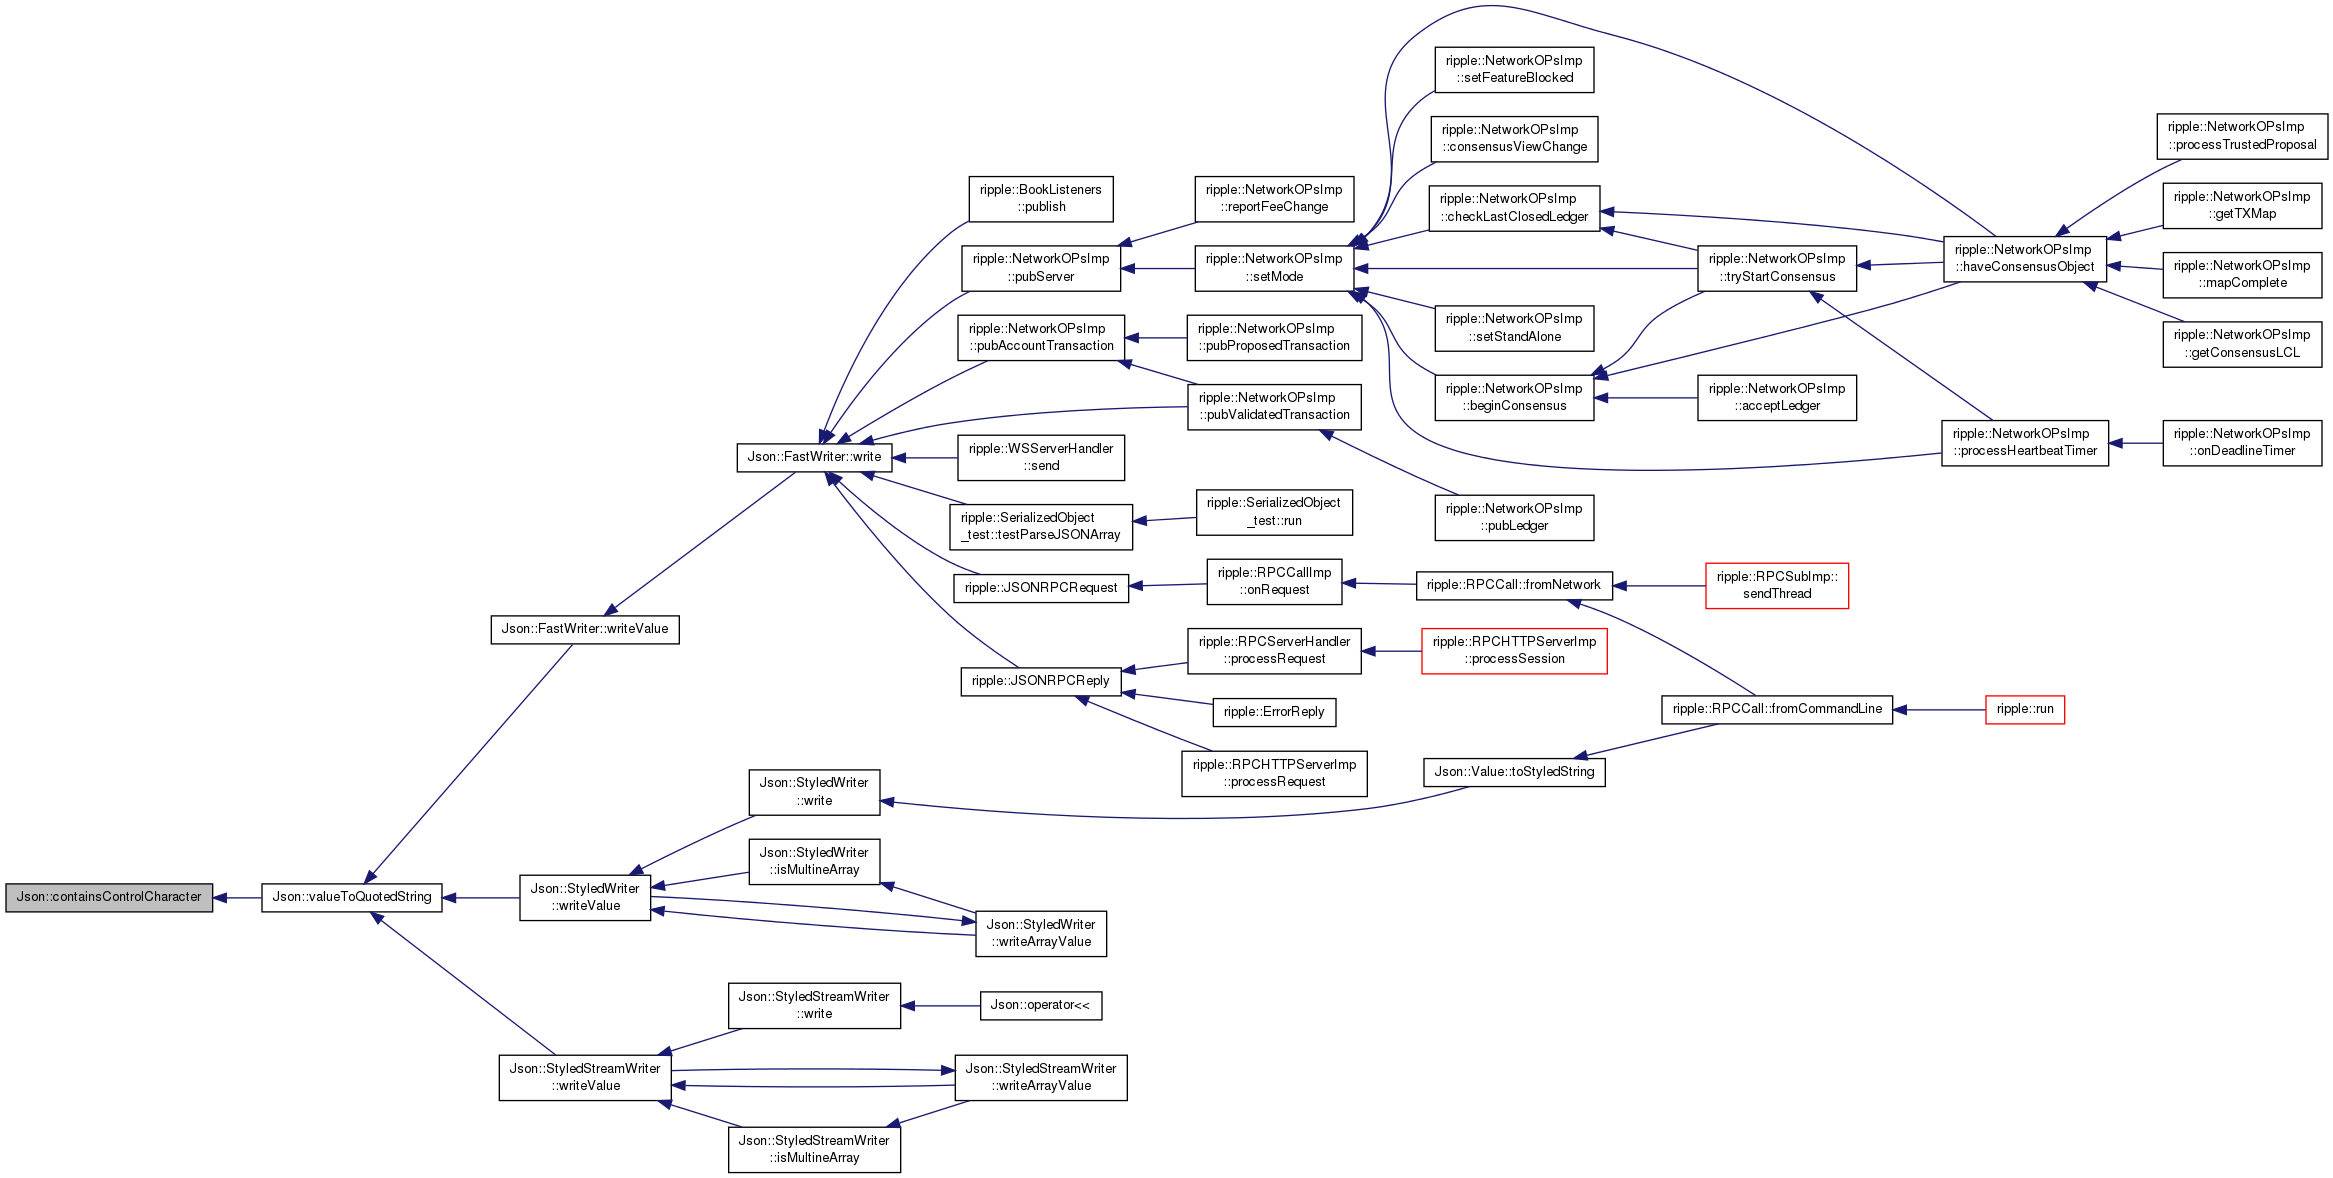 ripple::NetworkOPsImp
::setFeatureBlocked
ripple::NetworkOPsImp
::consensusViewChange
ripple::NetworkOPsImp
::processTrustedProposal
ripple::BookListeners
::publish
ripple::NetworkOPsImp
::reportFeeChange
ripple::NetworkOPsImp
::checkLastClosedLedger
ripple::NetworkOPsImp
::getTXMap
ripple::NetworkOPsImp
::pubServer
ripple::NetworkOPsImp
::setMode
ripple::NetworkOPsImp
::tryStartConsensus
ripple::NetworkOPsImp
::haveConsensusObject
ripple::NetworkOPsImp
::mapComplete
ripple::NetworkOPsImp
::pubAccountTransaction
ripple::NetworkOPsImp
::pubProposedTransaction
ripple::NetworkOPsImp
::setStandAlone
ripple::NetworkOPsImp
::getConsensusLCL
ripple::NetworkOPsImp
::pubValidatedTransaction
ripple::NetworkOPsImp
::beginConsensus
ripple::NetworkOPsImp
::acceptLedger
Json::FastWriter::write
ripple::WSServerHandler
::send
ripple::NetworkOPsImp
::processHeartbeatTimer
ripple::NetworkOPsImp
::onDeadlineTimer
ripple::SerializedObject
_test::testParseJSONArray
ripple::SerializedObject
_test::run
ripple::NetworkOPsImp
::pubLedger
ripple::JSONRPCRequest
ripple::RPCCallImp
::onRequest
ripple::RPCCall::fromNetwork
ripple::RPCSubImp::
sendThread
Json::FastWriter::writeValue
ripple::JSONRPCReply
ripple::RPCServerHandler
::processRequest
ripple::RPCHTTPServerImp
::processSession
ripple::ErrorReply
ripple::RPCCall::fromCommandLine
ripple::run
ripple::RPCHTTPServerImp
::processRequest
Json::StyledWriter
::write
Json::Value::toStyledString
Json::StyledWriter
::isMultineArray
Json::containsControlCharacter
Json::valueToQuotedString
Json::StyledWriter
::writeValue
Json::StyledWriter
::writeArrayValue
Json::StyledStreamWriter
::write
Json::operator<<
Json::StyledStreamWriter
::writeValue
Json::StyledStreamWriter
::writeArrayValue
Json::StyledStreamWriter
::isMultineArray